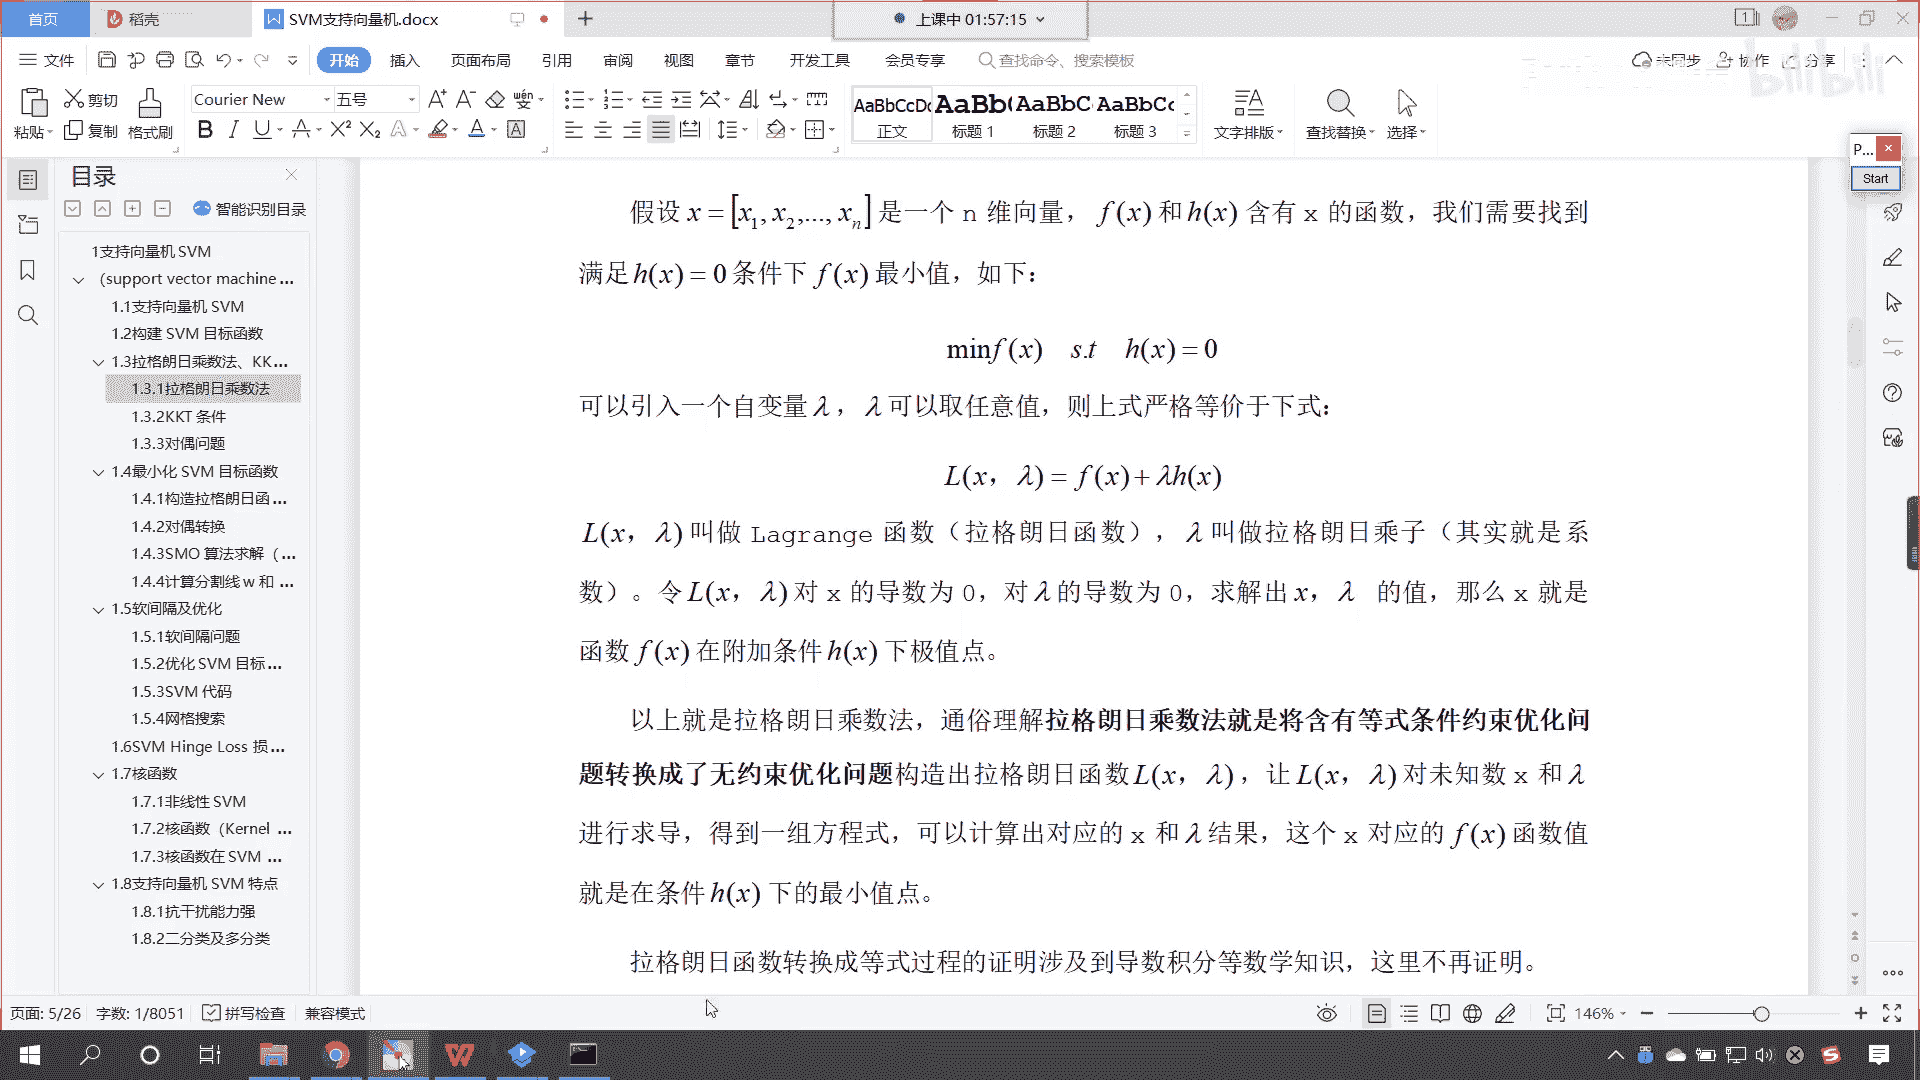 首页 稻壳 SVM支持向量机.docx 上课中 01:57:15
文件 开始 插入 页面布局 引用 审阅 视图 章节 开发工具 会员专享 查找命令、搜索模板 未同步 协作 分享
bilibili
粘贴 剪切 复制 格式刷 Courier New 五号
AaBbCcDd AaBb( AaBbC AaBbC
正文 标题 1 标题 2 标题 3 文字排版 查找替换 选择
P... Start
目录
智能识别目录
1支持向量机 SVM
(support vector machine ...
1.1支持向量机 SVM
1.2构建 SVM 目标函数
1.3拉格朗日乘数法、KK...
1.3.1拉格朗日乘数法
1.3.2KKT 条件
1.3.3对偶问题
1.4最小化 SVM 目标函数
1.4.1构造拉格朗日函 ...
1.4.2对偶转换
1.4.3SMO 算法求解（ ...
1.4.4计算分割线 w 和 ...
1.5软间隔及优化
1.5.1软间隔问题
1.5.2优化 SVM 目标 ...
1.5.3SVM 代码
1.5.4网格搜索
1.6SVM Hinge Loss 损 ...
1.7核函数
1.7.1非线性 SVM
1.7.2核函数（Kernel ...
1.7.3核函数在 SVM ...
1.8支持向量机 SVM 特点
1.8.1抗干扰能力强
1.8.2二分类及多分类
假设 x = [x₁, x₂,..., xₙ] 是一个 n 维向量， f(x) 和 h(x) 含有 x 的函数，我们需要找到
满足 h(x) = 0 条件下 f(x) 最小值，如下：
minf(x) s.t h(x) = 0
可以引入一个自变量 λ， λ 可以取任意值，则上式严格等价于下式：
L(x，λ) = f(x) + λh(x)
L(x，λ) 叫做 Lagrange 函数（拉格朗日函数），λ 叫做拉格朗日乘子（其实就是系
数）。令 L(x，λ) 对 x 的导数为 0，对 λ 的导数为 0，求解出 x，λ 的值，那么 x 就是
函数 f(x) 在附加条件 h(x) 下极值点。
以上就是拉格朗日乘数法，通俗理解拉格朗日乘数法就是将含有等式条件约束优化问
题转换成了无约束优化问题构造出拉格朗日函数 L(x，λ)，让 L(x，λ) 对未知数 x 和 λ
进行求导，得到一组方程式，可以计算出对应的 x 和 λ 结果，这个 x 对应的 f(x) 函数值
就是在条件 h(x) 下的最小值点。
拉格朗日函数转换成等式过程的证明涉及到导数积分等数学知识，这里不再证明。
页面: 5/26 字数: 1/8051 拼写检查 兼容模式 146%